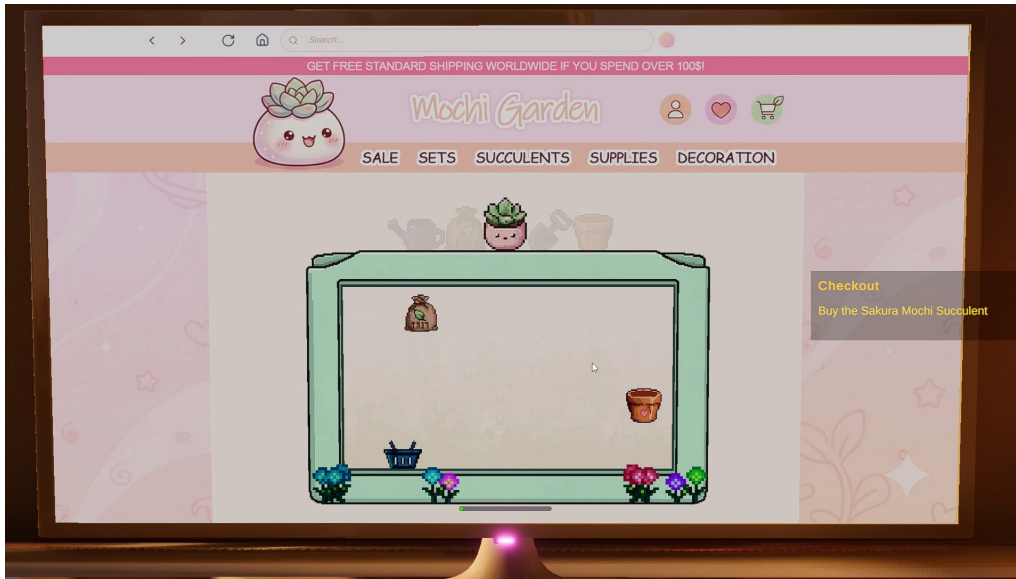 Search...
GET FREE STANDARD SHIPPING WORLDWIDE IF YOU SPEND OVER 100$!
Mochi Garden
SALE SETS SUCCULENTS SUPPLIES DECORATION
Checkout
Buy the Sakura Mochi Succulent